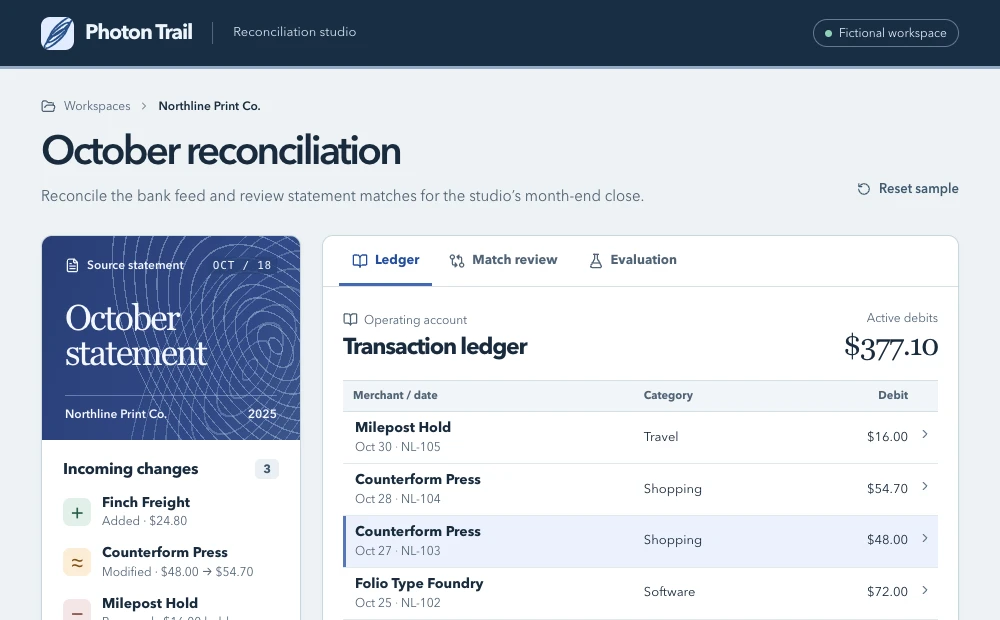 Photon Trail
Reconciliation studio
Fictional workspace
Workspaces
Northline Print Co.
October reconciliation
Reconcile the bank feed and review statement matches for the studio’s month-end close.
Reset sample
Source statement
OCT / 18
October
statement
Northline Print Co.
2025
Incoming changes
3
Finch Freight
Added · $24.80
Counterform Press
Modified · $48.00 → $54.70
Milepost Hold
Ledger
Match review
Evaluation
Operating account
Transaction ledger
Active debits
$377.10
Merchant / date
Category
Debit
Milepost Hold
Oct 30 · NL-105
Travel
$16.00
Counterform Press
Oct 28 · NL-104
Shopping
$54.70
Counterform Press
Oct 27 · NL-103
Shopping
$48.00
Folio Type Foundry
Oct 25 · NL-102
Software
$72.00